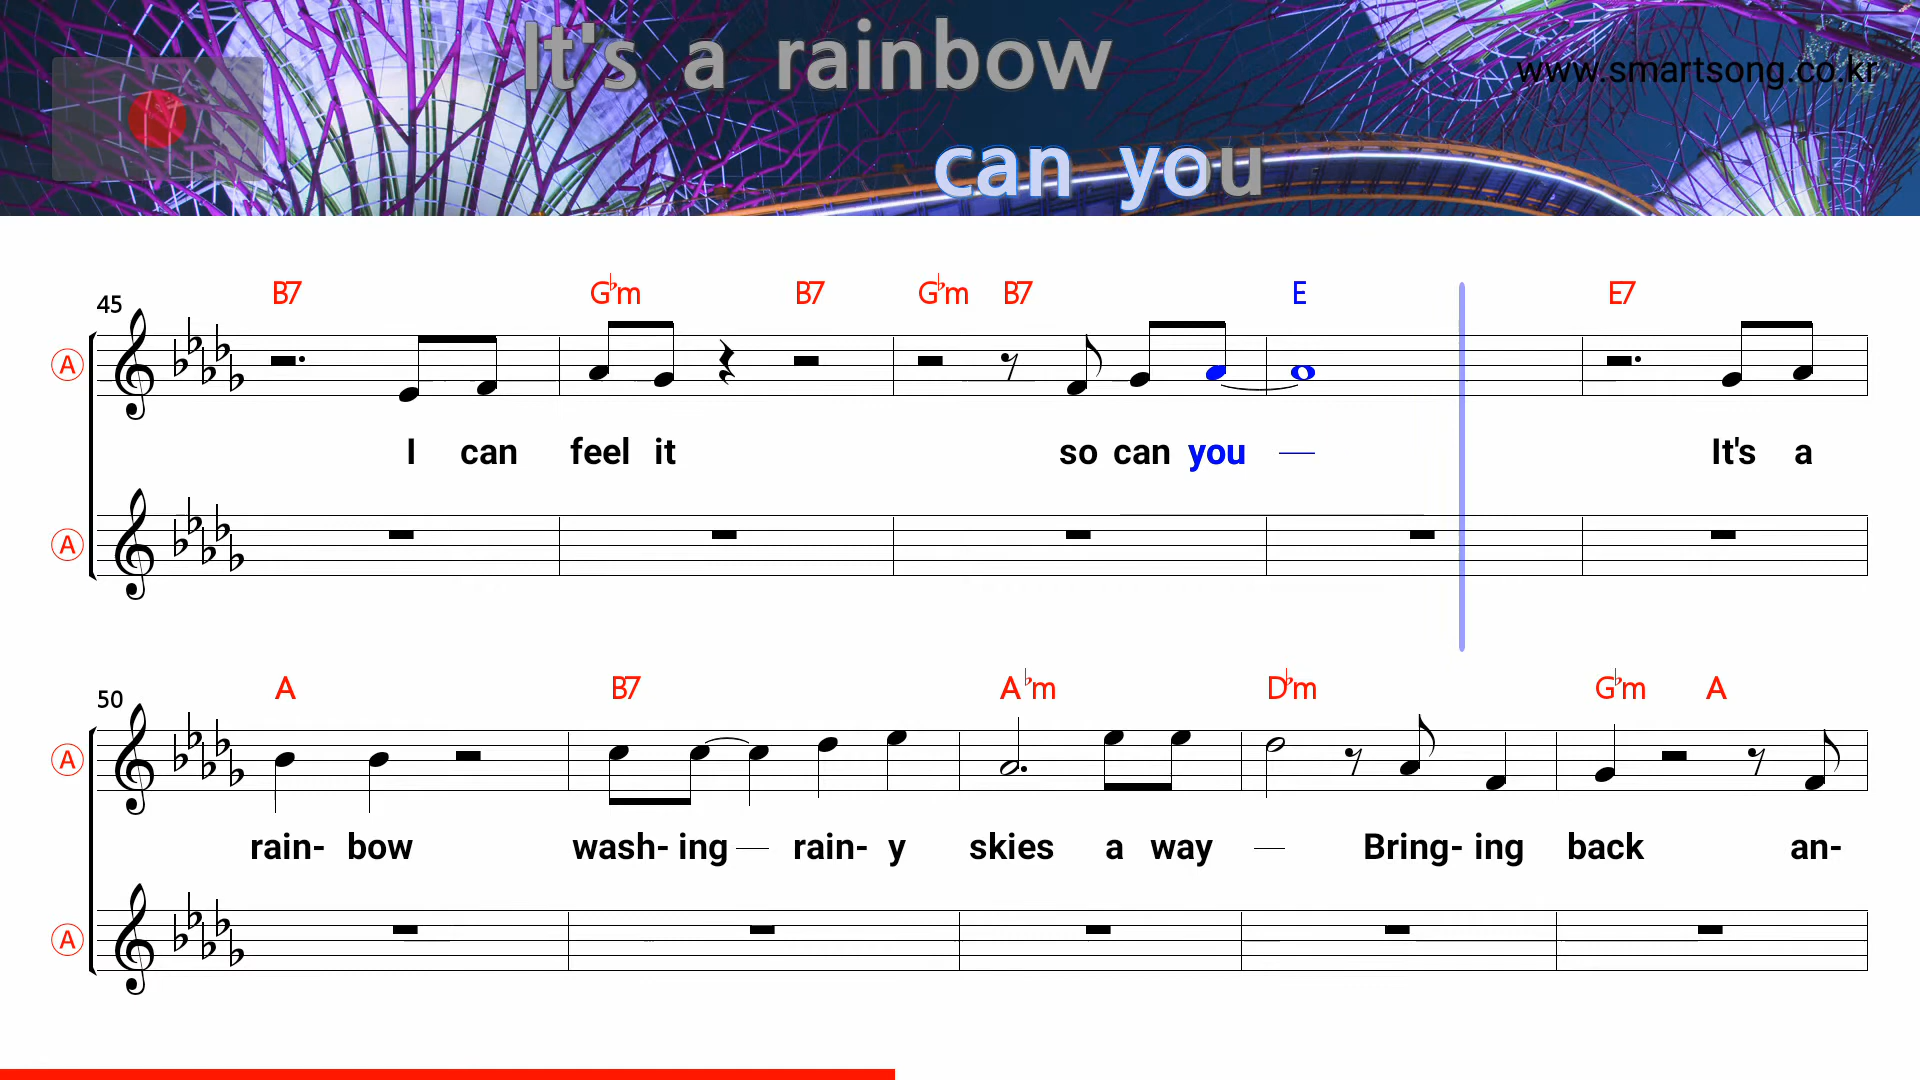 It's a rainbow
www.smartsong.co.kr
can you
45 B7 G♭m B7 G♭m B7 E E7
A
I can feel it so can you — It's a
A
50 A B7 A♭m D♭m G♭m A
A
rain- bow wash- ing — rain- y skies a way — Bring- ing back an-
A